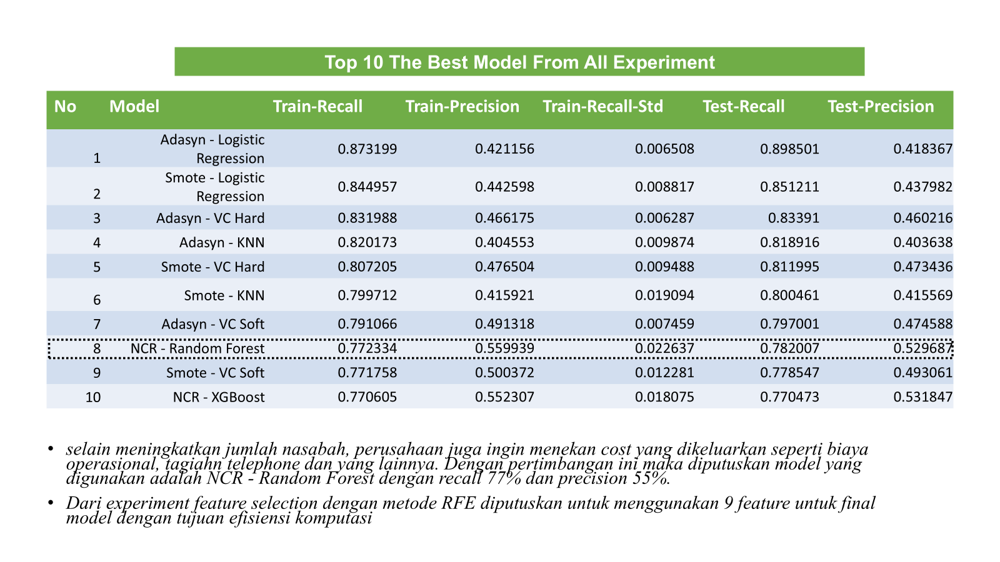 Top 10 The Best Model From All Experiment
No Model Train-Recall Train-Precision Train-Recall-Std Test-Recall Test-Precision
1 Adasyn - Logistic Regression 0.873199 0.421156 0.006508 0.898501 0.418367
2 Smote - Logistic Regression 0.844957 0.442598 0.008817 0.851211 0.437982
3 Adasyn - VC Hard 0.831988 0.466175 0.006287 0.83391 0.460216
4 Adasyn - KNN 0.820173 0.404553 0.009874 0.818916 0.403638
5 Smote - VC Hard 0.807205 0.476504 0.009488 0.811995 0.473436
6 Smote - KNN 0.799712 0.415921 0.019094 0.800461 0.415569
7 Adasyn - VC Soft 0.791066 0.491318 0.007459 0.797001 0.474588
8 NCR - Random Forest 0.772334 0.559939 0.022637 0.782007 0.529687
9 Smote - VC Soft 0.771758 0.500372 0.012281 0.778547 0.493061
10 NCR - XGBoost 0.770605 0.552307 0.018075 0.770473 0.531847
• selain meningkatkan jumlah nasabah, perusahaan juga ingin menekan cost yang dikeluarkan seperti biaya
operasional, tagiahn telephone dan yang lainnya. Dengan pertimbangan ini maka diputuskan model yang
digunakan adalah NCR - Random Forest dengan recall 77% dan precision 55%.
• Dari experiment feature selection dengan metode RFE diputuskan untuk menggunakan 9 feature untuk final
model dengan tujuan efisiensi komputasi